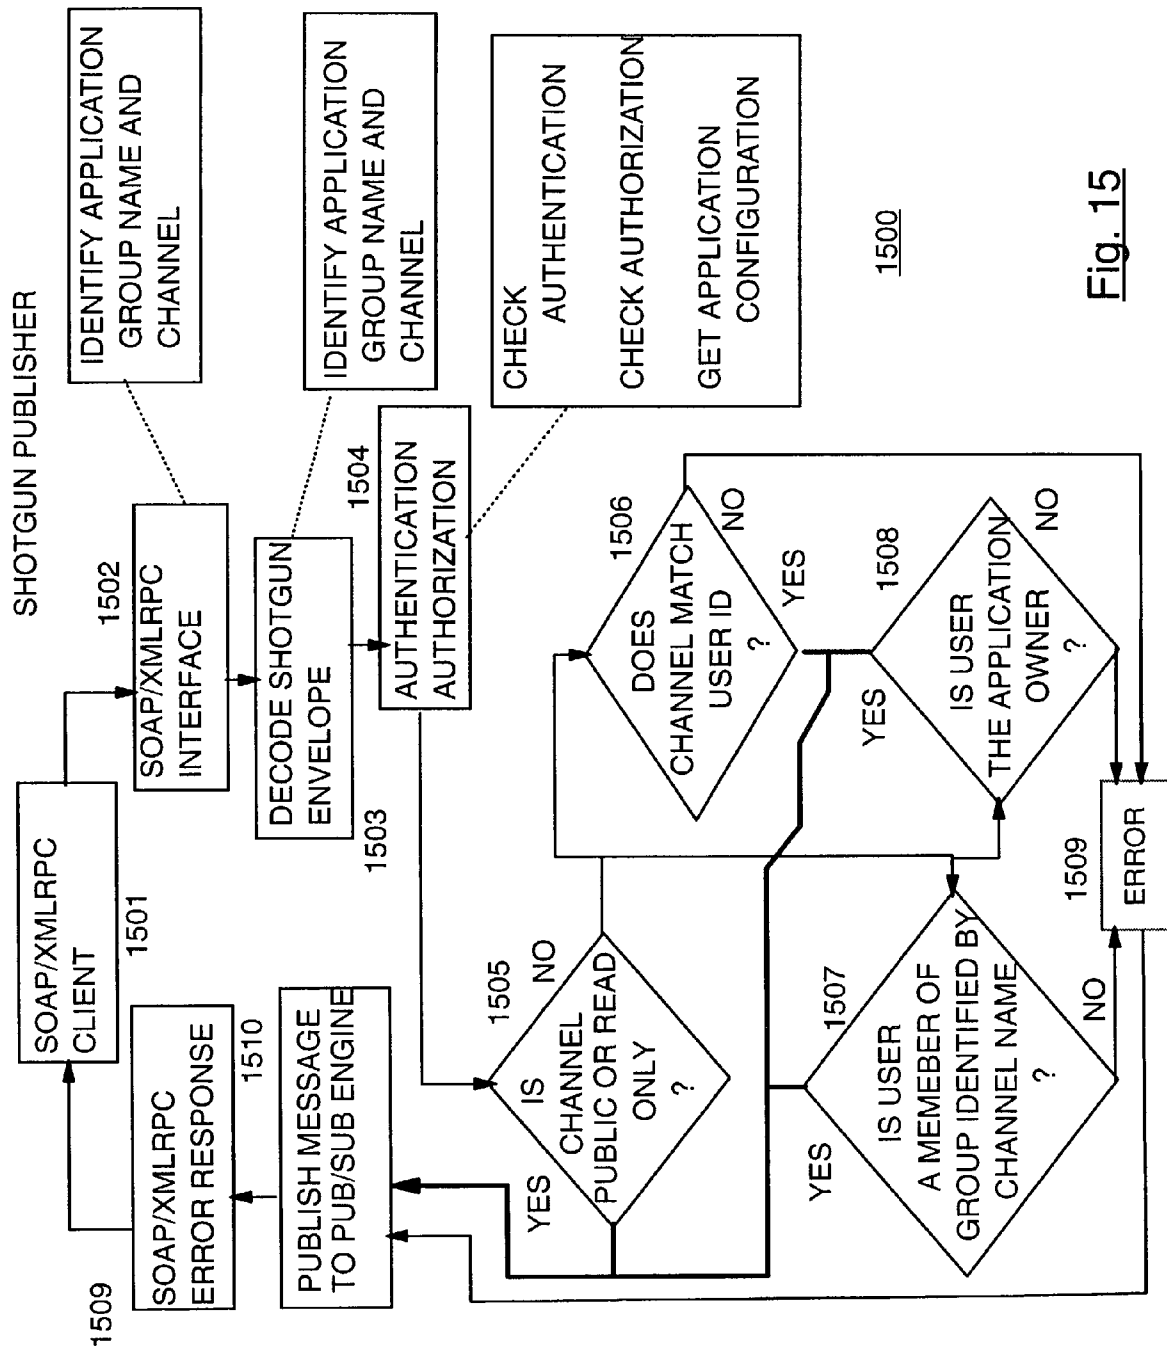 SHOTGUN PUBLISHER
SOAP/XMLRPC
CLIENT
1501
1502
SOAP/XMLRPC
INTERFACE
IDENTIFY APPLICATION
GROUP NAME AND
CHANNEL
DECODE SHOTGUN
ENVELOPE
1503
IDENTIFY APPLICATION
GROUP NAME AND
CHANNEL
1504
AUTHENTICATION
AUTHORIZATION
CHECK
AUTHENTICATION
CHECK AUTHORIZATION
GET APPLICATION
CONFIGURATION
1509
SOAP/XMLRPC
ERROR RESPONSE
1510
PUBLISH MESSAGE
TO PUB/SUB ENGINE
1505
IS
CHANNEL
PUBLIC OR READ
ONLY
?
YES
NO
1506
DOES
CHANNEL MATCH
USER ID
?
NO
YES
1507
IS USER
A MEMEBER OF
GROUP IDENTIFIED BY
CHANNEL NAME
?
YES
NO
1508
IS USER
THE APPLICATION
OWNER
?
YES
NO
1509
ERROR
1500
Fig. 15